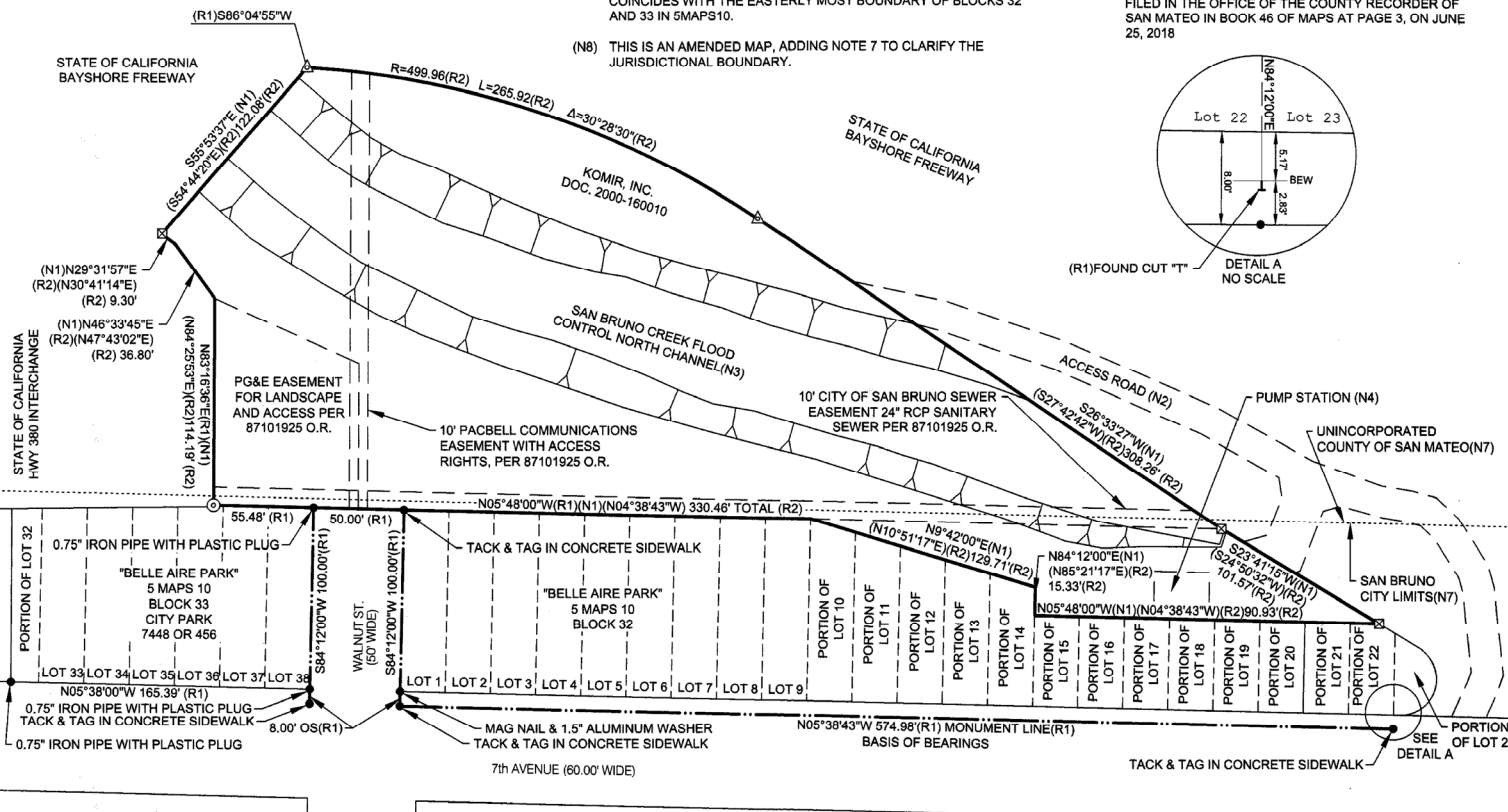 COINCIDES WITH THE EASTERLY MOST BOUNDARY OF BLOCKS 32
AND 33 IN 5MAPS10.
(N8) THIS IS AN AMENDED MAP, ADDING NOTE 7 TO CLARIFY THE
JURISDICTIONAL BOUNDARY.
FILED IN THE OFFICE OF THE COUNTY RECORDER OF
SAN MATEO IN BOOK 46 OF MAPS AT PAGE 3, ON JUNE
25, 2018
(R1)S86°04'55"W
STATE OF CALIFORNIA
BAYSHORE FREEWAY
R=499.96(R2)
L=265.92(R2)
Δ=30°28'30"(R2)
STATE OF CALIFORNIA
BAYSHORE FREEWAY
N84°12'00"E
Lot 22
Lot 23
5.17'
8.00'
BEW
2.83'
(R1)FOUND CUT "T"
DETAIL A
NO SCALE
S55°53'37"E (N1)
(S54°44'20"E)(R2)122.08'(R2)
KOMIR, INC.
DOC. 2000-160010
(N1)N29°31'57"E
(R2)(N30°41'14"E)
(R2) 9.30'
(N1)N46°33'45"E
(R2)(N47°43'02"E)
(R2) 36.80'
STATE OF CALIFORNIA
HWY 380 INTERCHANGE
N83°16'36"E(R1)(N1)
(N84°25'53"E)(R2)114.19' (R2)
SAN BRUNO CREEK FLOOD
CONTROL NORTH CHANNEL(N3)
PG&E EASEMENT
FOR LANDSCAPE
AND ACCESS PER
87101925 O.R.
10' PACBELL COMMUNICATIONS
EASEMENT WITH ACCESS
RIGHTS, PER 87101925 O.R.
10' CITY OF SAN BRUNO SEWER
EASEMENT 24" RCP SANITARY
SEWER PER 87101925 O.R.
ACCESS ROAD (N2)
S26°33'27"W(N1)
(S27°42'42"W)(R2)308.26' (R2)
PUMP STATION (N4)
UNINCORPORATED
COUNTY OF SAN MATEO(N7)
55.48' (R1)
50.00' (R1)
N05°48'00"W(R1)(N1)(N04°38'43"W) 330.46' TOTAL (R2)
N9°42'00"E(N1)
(N10°51'17"E)(R2)129.71'(R2)
N84°12'00"E(N1)
(N85°21'17"E)(R2)
15.33'(R2)
S23°41'15"W(N1)
(S24°50'32"W)(R2)
101.57'(R2)
SAN BRUNO
CITY LIMITS(N7)
N05°48'00"W(N1)(N04°38'43"W)(R2)90.93'(R2)
0.75" IRON PIPE WITH PLASTIC PLUG
TACK & TAG IN CONCRETE SIDEWALK
PORTION OF LOT 32
"BELLE AIRE PARK"
5 MAPS 10
BLOCK 33
CITY PARK
7448 OR 456
S84°12'00"W 100.00'(R1)
WALNUT ST.
(50' WIDE)
S84°12'00"W 100.00'(R1)
"BELLE AIRE PARK"
5 MAPS 10
BLOCK 32
LOT 33
LOT 34
LOT 35
LOT 36
LOT 37
LOT 38
LOT 1
LOT 2
LOT 3
LOT 4
LOT 5
LOT 6
LOT 7
LOT 8
LOT 9
PORTION OF
LOT 10
PORTION OF
LOT 11
PORTION OF
LOT 12
PORTION OF
LOT 13
PORTION OF
LOT 14
PORTION OF
LOT 15
PORTION OF
LOT 16
PORTION OF
LOT 17
PORTION OF
LOT 18
PORTION OF
LOT 19
PORTION OF
LOT 20
PORTION OF
LOT 21
PORTION OF
LOT 22
N05°38'00"W 165.39' (R1)
0.75" IRON PIPE WITH PLASTIC PLUG
TACK & TAG IN CONCRETE SIDEWALK
0.75" IRON PIPE WITH PLASTIC PLUG
8.00' OS(R1)
MAG NAIL & 1.5" ALUMINUM WASHER
TACK & TAG IN CONCRETE SIDEWALK
7th AVENUE (60.00' WIDE)
N05°38'43"W 574.98'(R1) MONUMENT LINE(R1)
BASIS OF BEARINGS
TACK & TAG IN CONCRETE SIDEWALK
SEE
DETAIL A
PORTION
OF LOT 2